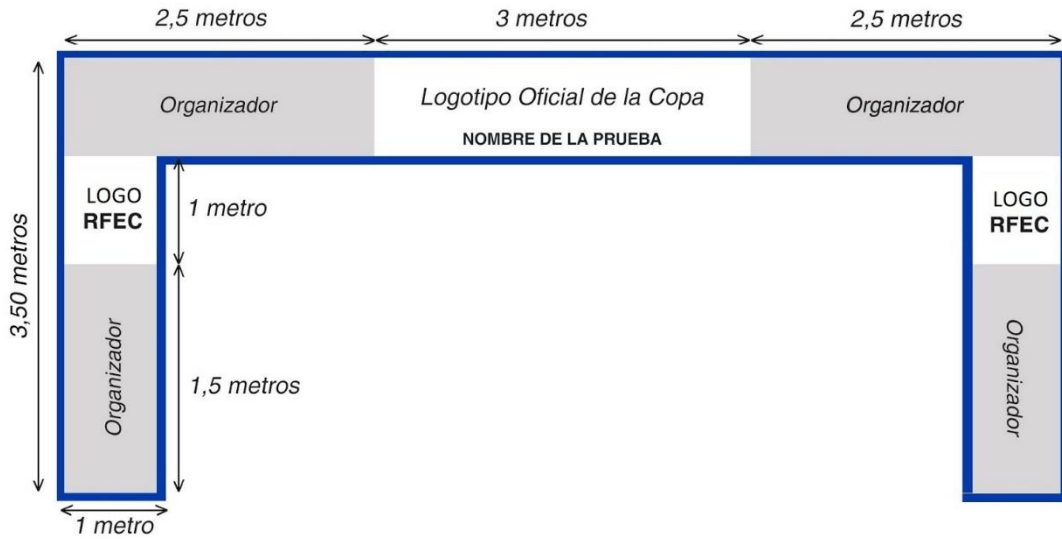 2,5 metros
3 metros
2,5 metros
Organizador
Logotipo Oficial de la Copa
Organizador
NOMBRE DE LA PRUEBA
LOGO
RFEC
1 metro
LOGO
RFEC
3,50 metros
Organizador
1,5 metros
Organizador
1 metro